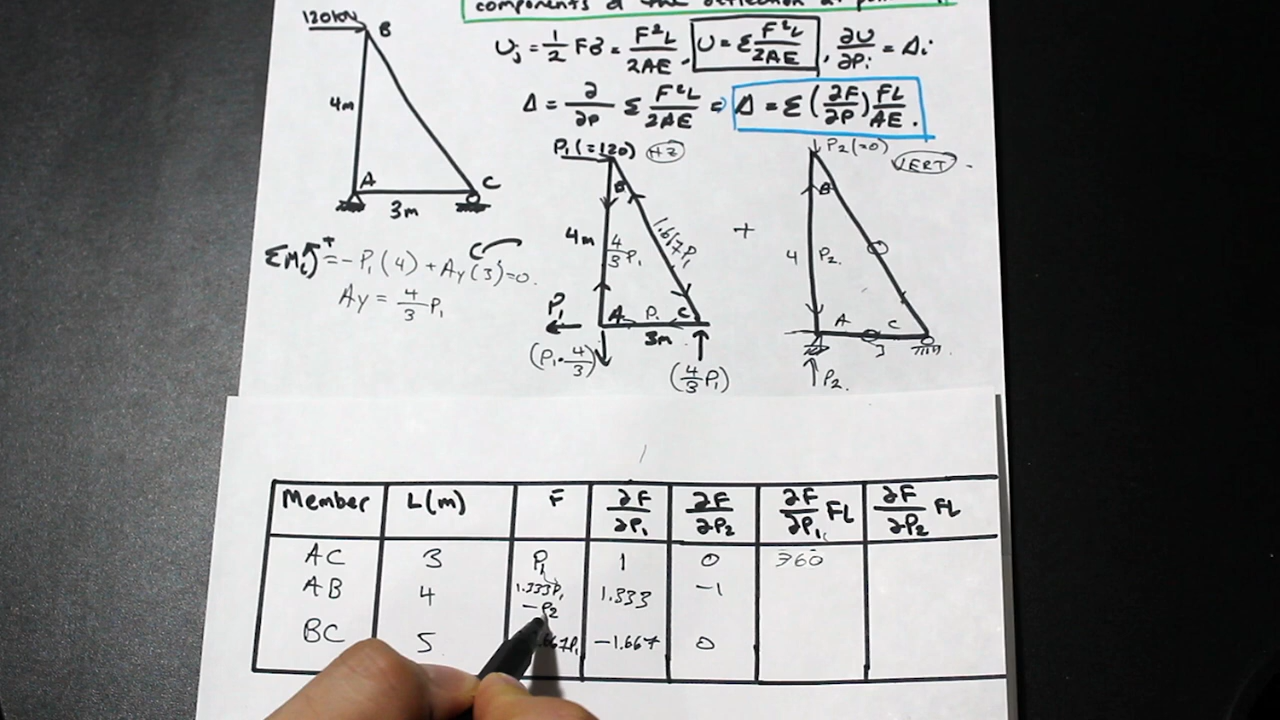 components of the deflection at poin
120kN
B
4m
A
C
3m
Uj = 1/2 Fδ = F²L/2AE , U = Σ F²L/2AE , ∂U/∂Pi = Δi
Δ = ∂/∂P Σ F²L/2AE = Δ = Σ (∂F/∂P) FL/AE .
P₁(=120) HZ
B
4m
4/3 P₁
1.667P₁
P₁
A
P₁
C
3m
(P₁·4/3)
(4/3 P₁)
+
P₂(=0) VERT
B
4
P₂
A
C
3
P₂
ΣMc + = -P₁(4) + Ay(3) = 0.
C
Ay = 4/3 P₁
Member L(m) F ∂F/∂P₁ ∂F/∂P₂ ∂F/∂P₁ FL ∂F/∂P₂ FL
AC 3 P₁ 1 0 360
AB 4 1.333P₁ -P₂ 1.333 -1
BC 5 667P₁ -1.667 0